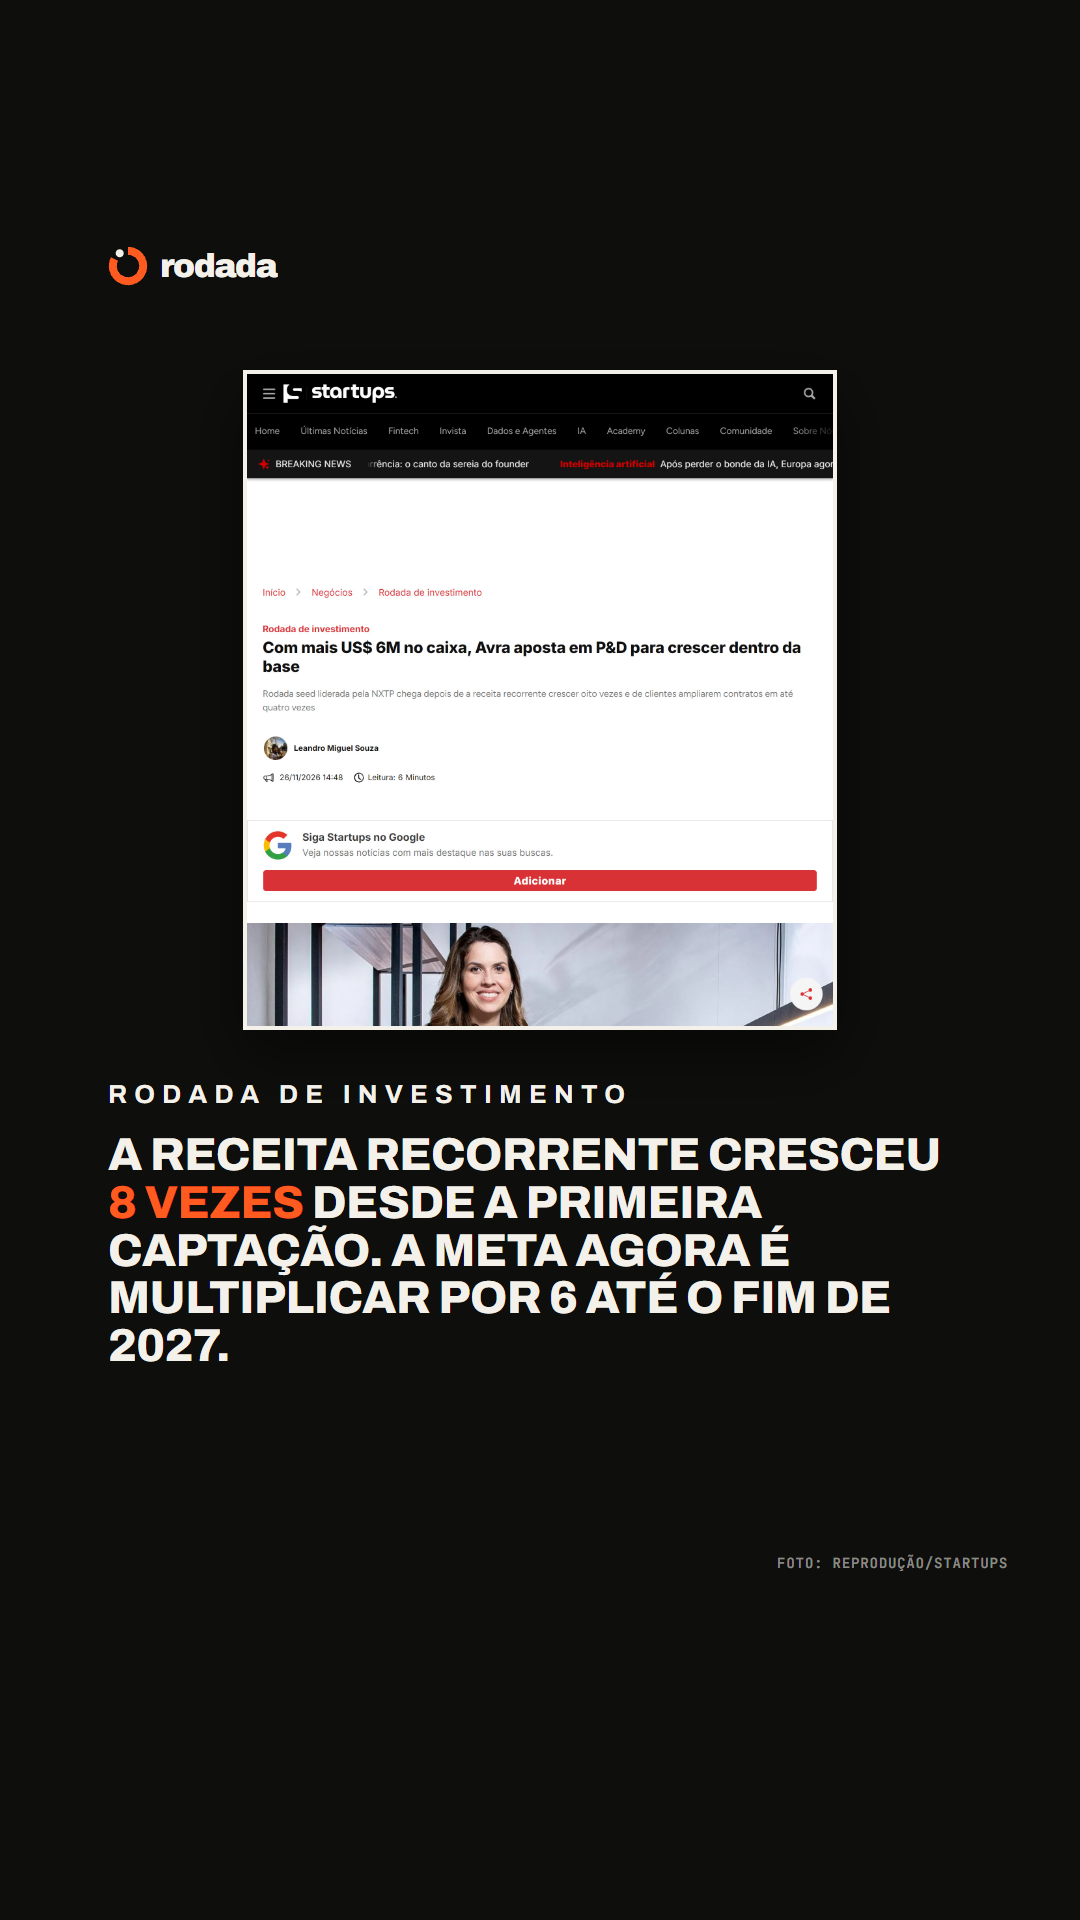 rodada
startups.
Home Últimas Notícias Fintech Invista Dados e Agentes IA Academy Colunas Comunidade Sobre
BREAKING NEWS o canto da sereia do founder Inteligência artificial Após perder o bonde da IA, Europa
Início > Negócios > Rodada de investimento
Rodada de investimento
Com mais US$ 6M no caixa, Avra aposta em P&D para crescer dentro da
base
Rodada seed liderada pela NXTP chega depois de a receita recorrente crescer oito vezes e de clientes ampliarem contratos em até
quatro vezes
Leandro Miguel Souza
26/11/2026 14:48 Leitura: 6 Minutos
Siga Startups no Google
Veja nossas notícias com mais destaque nas suas buscas.
Adicionar
RODADA DE INVESTIMENTO
A RECEITA RECORRENTE CRESCEU
8 VEZES DESDE A PRIMEIRA
CAPTAÇÃO. A META AGORA É
MULTIPLICAR POR 6 ATÉ O FIM DE
2027.
FOTO: REPRODUÇÃO/STARTUPS